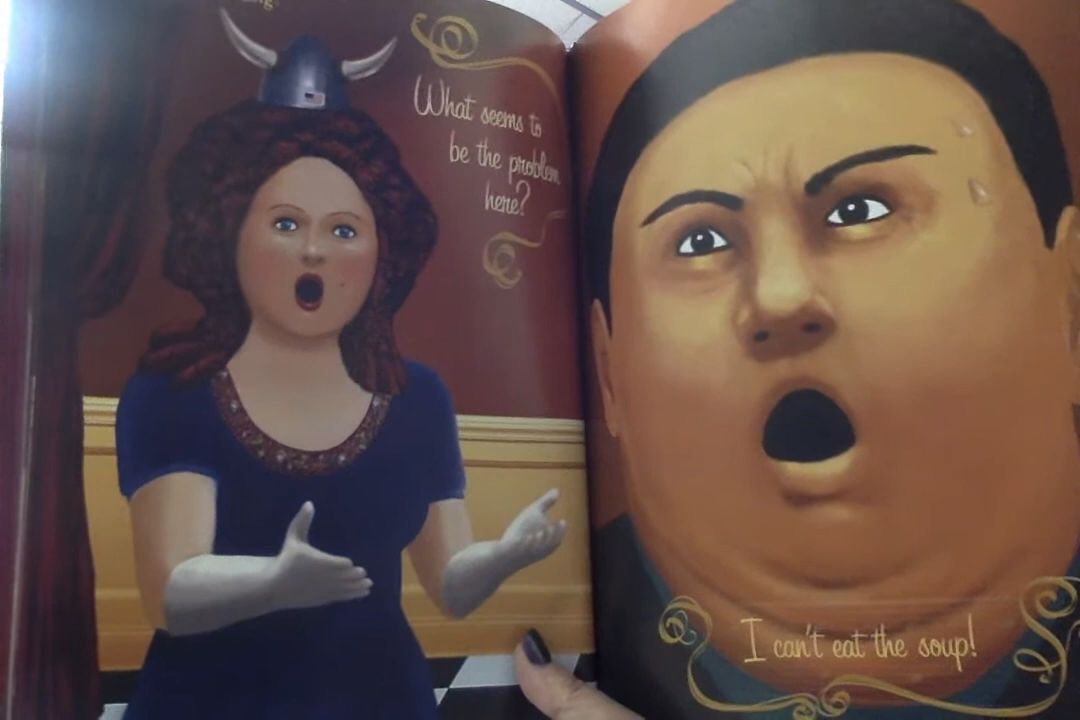 What seems to
be the problem
here?
I can't eat the soup!